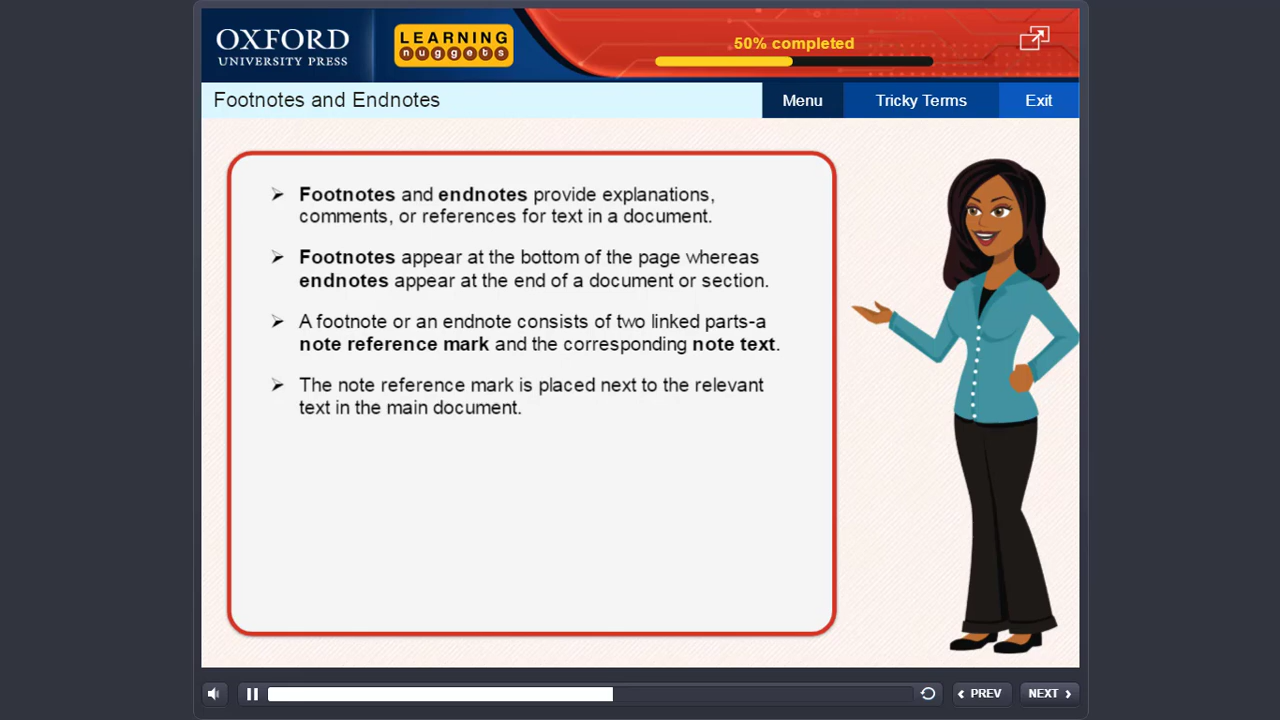 OXFORD
UNIVERSITY PRESS
LEARNING
nuggets
50% completed
Footnotes and Endnotes
Menu
Tricky Terms
Exit
➢ Footnotes and endnotes provide explanations,
comments, or references for text in a document.
➢ Footnotes appear at the bottom of the page whereas
endnotes appear at the end of a document or section.
➢ A footnote or an endnote consists of two linked parts-a
note reference mark and the corresponding note text.
➢ The note reference mark is placed next to the relevant
text in the main document.
PREV
NEXT